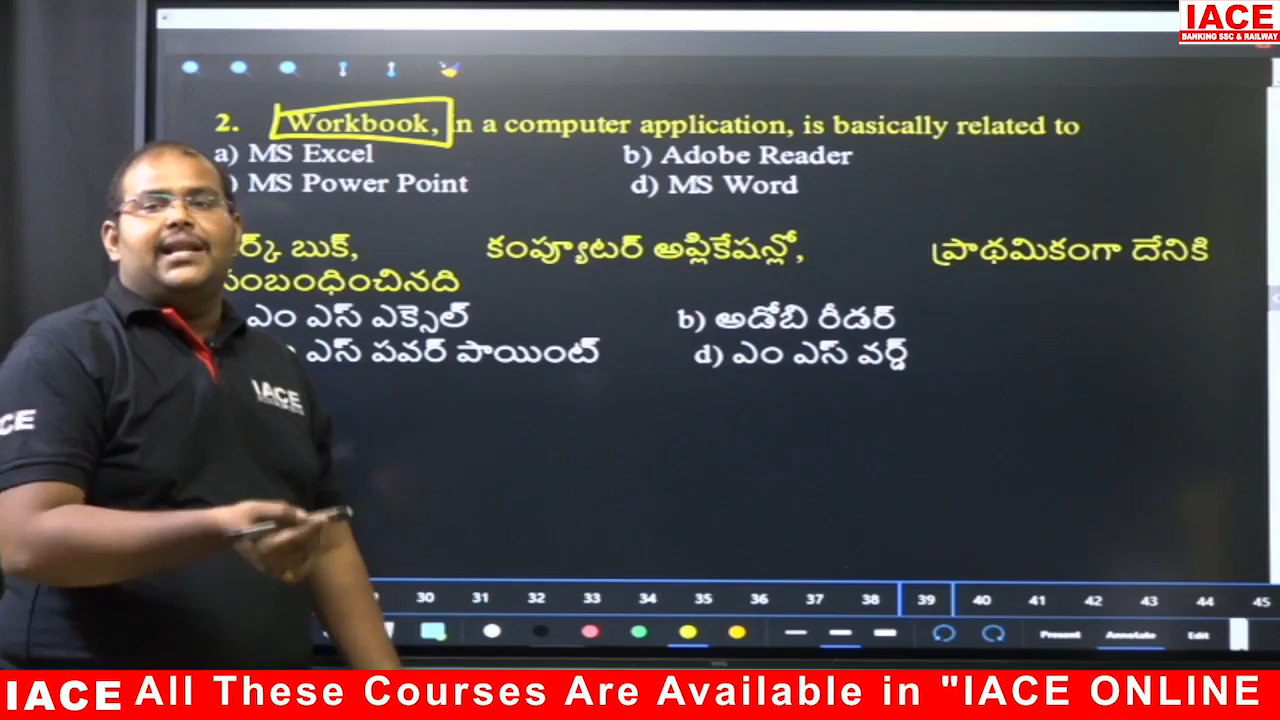 IACE
BANKING SSC & RAILWAY
2. Workbook, in a computer application, is basically related to
a) MS Excel b) Adobe Reader
) MS Power Point d) MS Word
ర్క్ బుక్, కంప్యూటర్ అప్లికేషన్లో, ప్రాథమికంగా దేనికి
సంబంధించినది
ఎం ఎస్ ఎక్సెల్ b) అడోబి రీడర్
ఎస్ పవర్ పాయింట్ d) ఎం ఎస్ వర్డ్
IACE
CE
30 31 32 33 34 35 36 37 38 39 40 41 42 43 44 45
Present Annotate Edit
IACE All These Courses Are Available in "IACE ONLINE